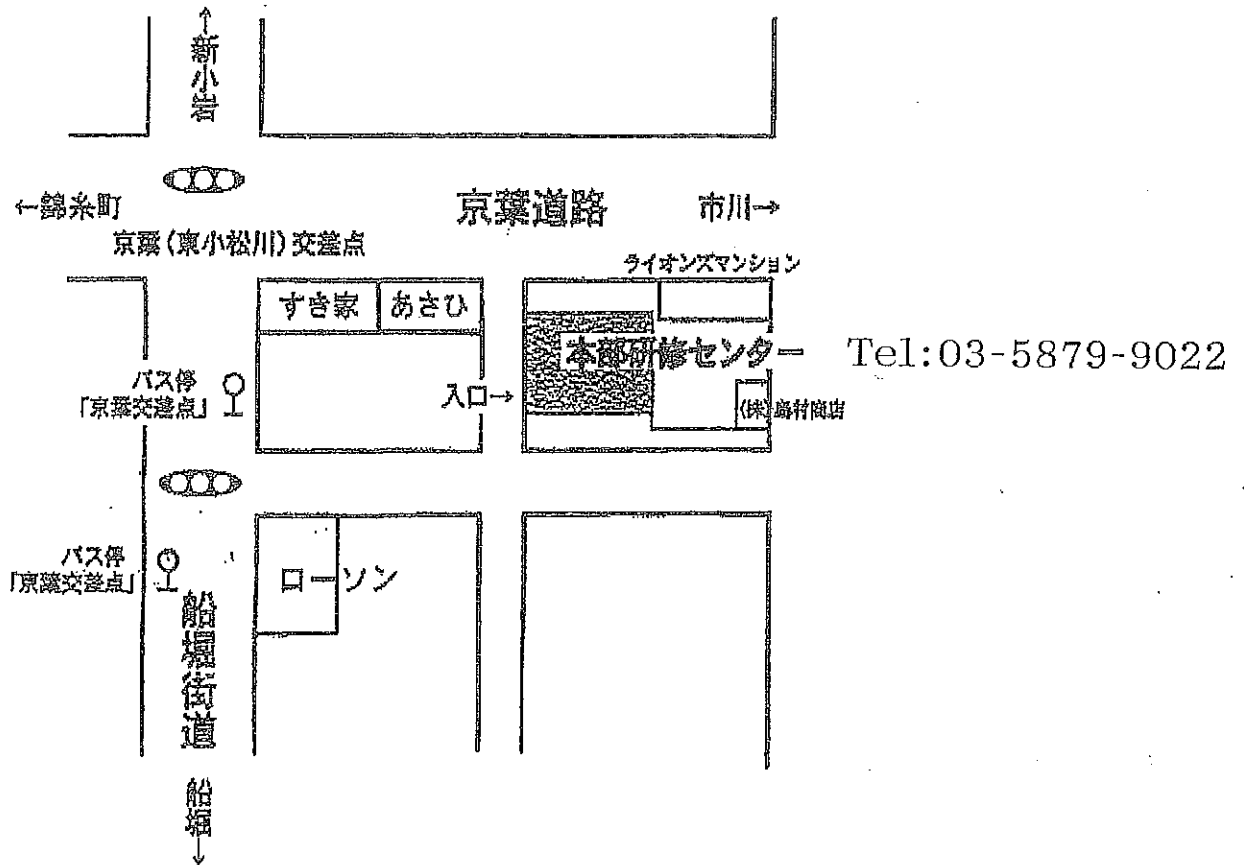 ↑
新小岩
←錦糸町
京葉道路
市川→
京葉(東小松川)交差点
ライオンズマンション
すき家
あさひ
本部研修センター
Tel:03-5879-9022
バス停
「京葉交差点」
入口→
(株)島村商店
バス停
「京葉交差点」
ローソン
船堀街道
船堀
↓